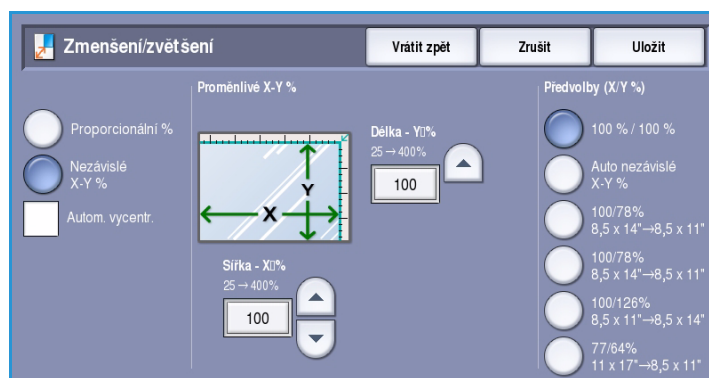 Zmenšení/zvětšení
Vrátit zpět
Zrušit
Uložit
Proporcionální %
Nezávislé
X-Y %
Autom. vycentr.
Proměnlivé X-Y %
Y
X
Šířka - X▯%
25→400%
100
Délka - Y▯%
25→400%
100
Předvolby (X/Y %)
100 % / 100 %
Auto nezávislé
X-Y %
100/78%
8,5 x 14"→8,5 x 11"
100/78%
8,5 x 14"→8,5 x 11"
100/126%
8,5 x 11"→8,5 x 14"
77/64%
11 x 17"→8,5 x 11"